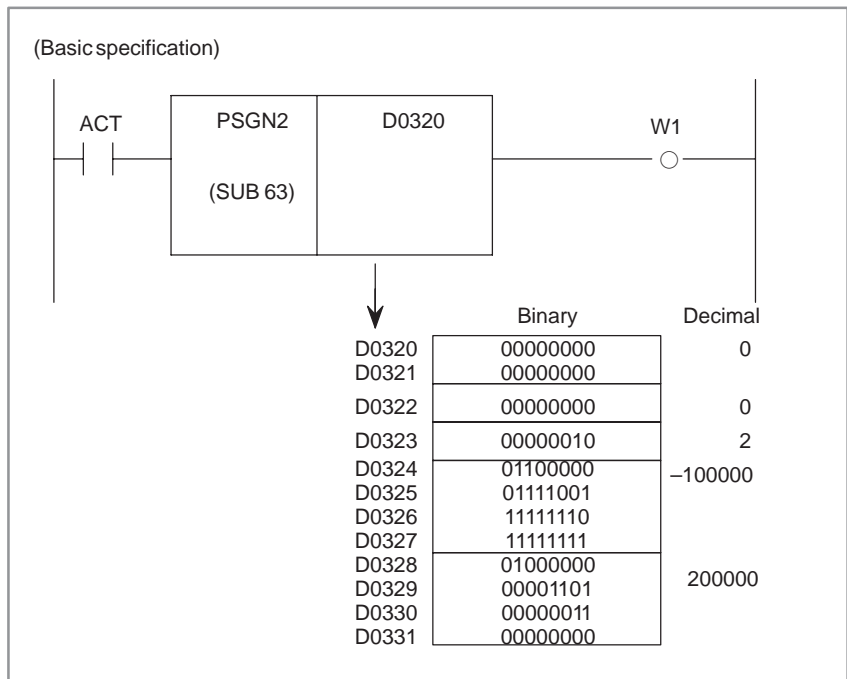 (Basic specification)
ACT
PSGN2
D0320
W1
(SUB 63)
Binary
Decimal
D0320 00000000 0
D0321 00000000
D0322 00000000 0
D0323 00000010 2
D0324 01100000 –100000
D0325 01111001
D0326 11111110
D0327 11111111
D0328 01000000 200000
D0329 00001101
D0330 00000011
D0331 00000000